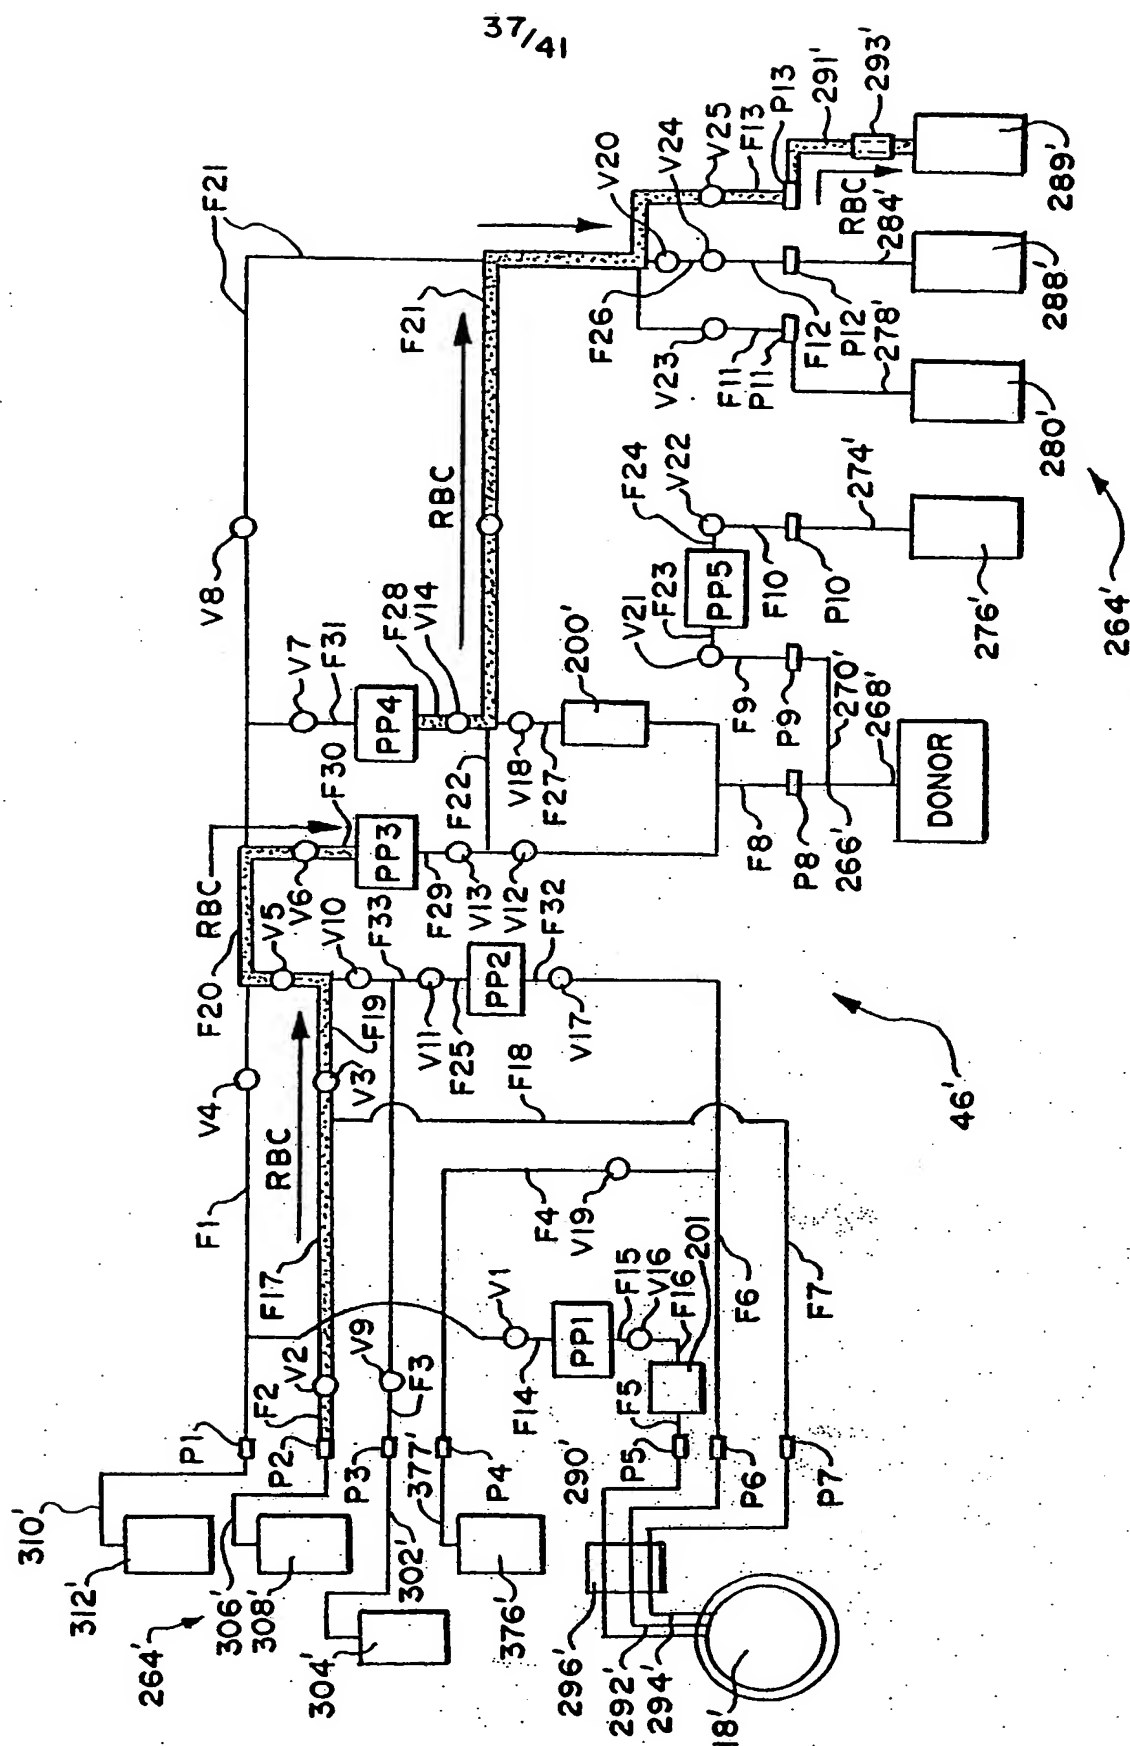 37/41
F21
V8
V20
V24
V25
F13
P13
291'
293'
F21
RBC
F26
V23
F11
P11
F12
P12'
278'
RBC
284'
289'
288'
280'
264'
V7
F31
PP4
F28
V14
F24
V22
F10
P10
274'
276'
PP5
F23
V21
F9
P9
270'
268'
200'
V18
F27
F22
F20
RBC
V5
V6
F30
PP3
F29
V13
V12
F8
P8
266'
DONOR
V10
F33
V11
F25
PP2
F32
V17
F19
V3
V4
F1
RBC
F17
F18
46'
F4
V19
V1
F14
PP1
F15
V16
F16
201
F6
F7
V2
F2
V9
F3
F5
P1
P2
P3
377'
P4
290'
P5
P6
P7
310'
312'
264'
306'
308'
304'
302'
376'
296'
292'
294'
18'